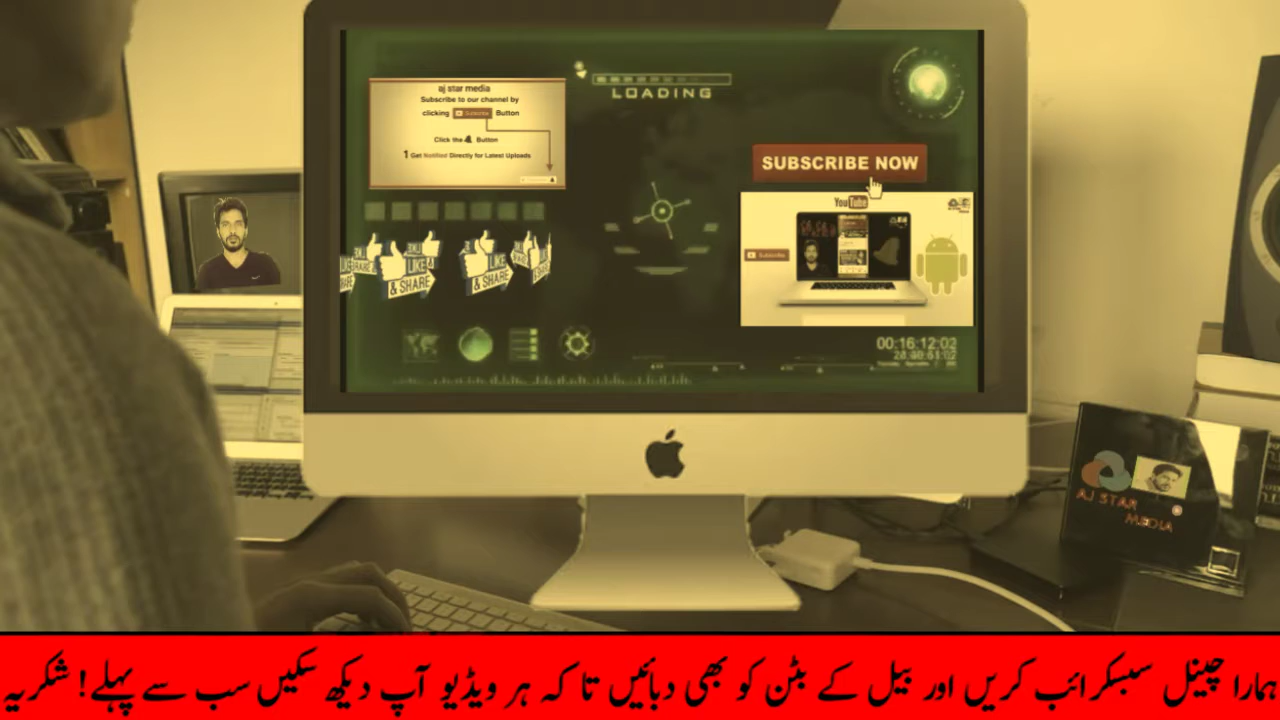 aj star media
Subscribe to our channel by
clicking Subscribe Button
Click the Button
1 Get Notified Directly for Latest Uploads
LOADING
SUBSCRIBE NOW
YouTube
Subscribe
LIKE
& SHARE
LIKE
& SHARE
00:16:12:02
AJ STAR
MEDIA
ہمارا چینل سبسکرائب کریں اور بیل کے بٹن کو بھی دبائیں تا کہ ہر ویڈیو آپ دیکھ سکیں سب سے پہلے! شکریہ